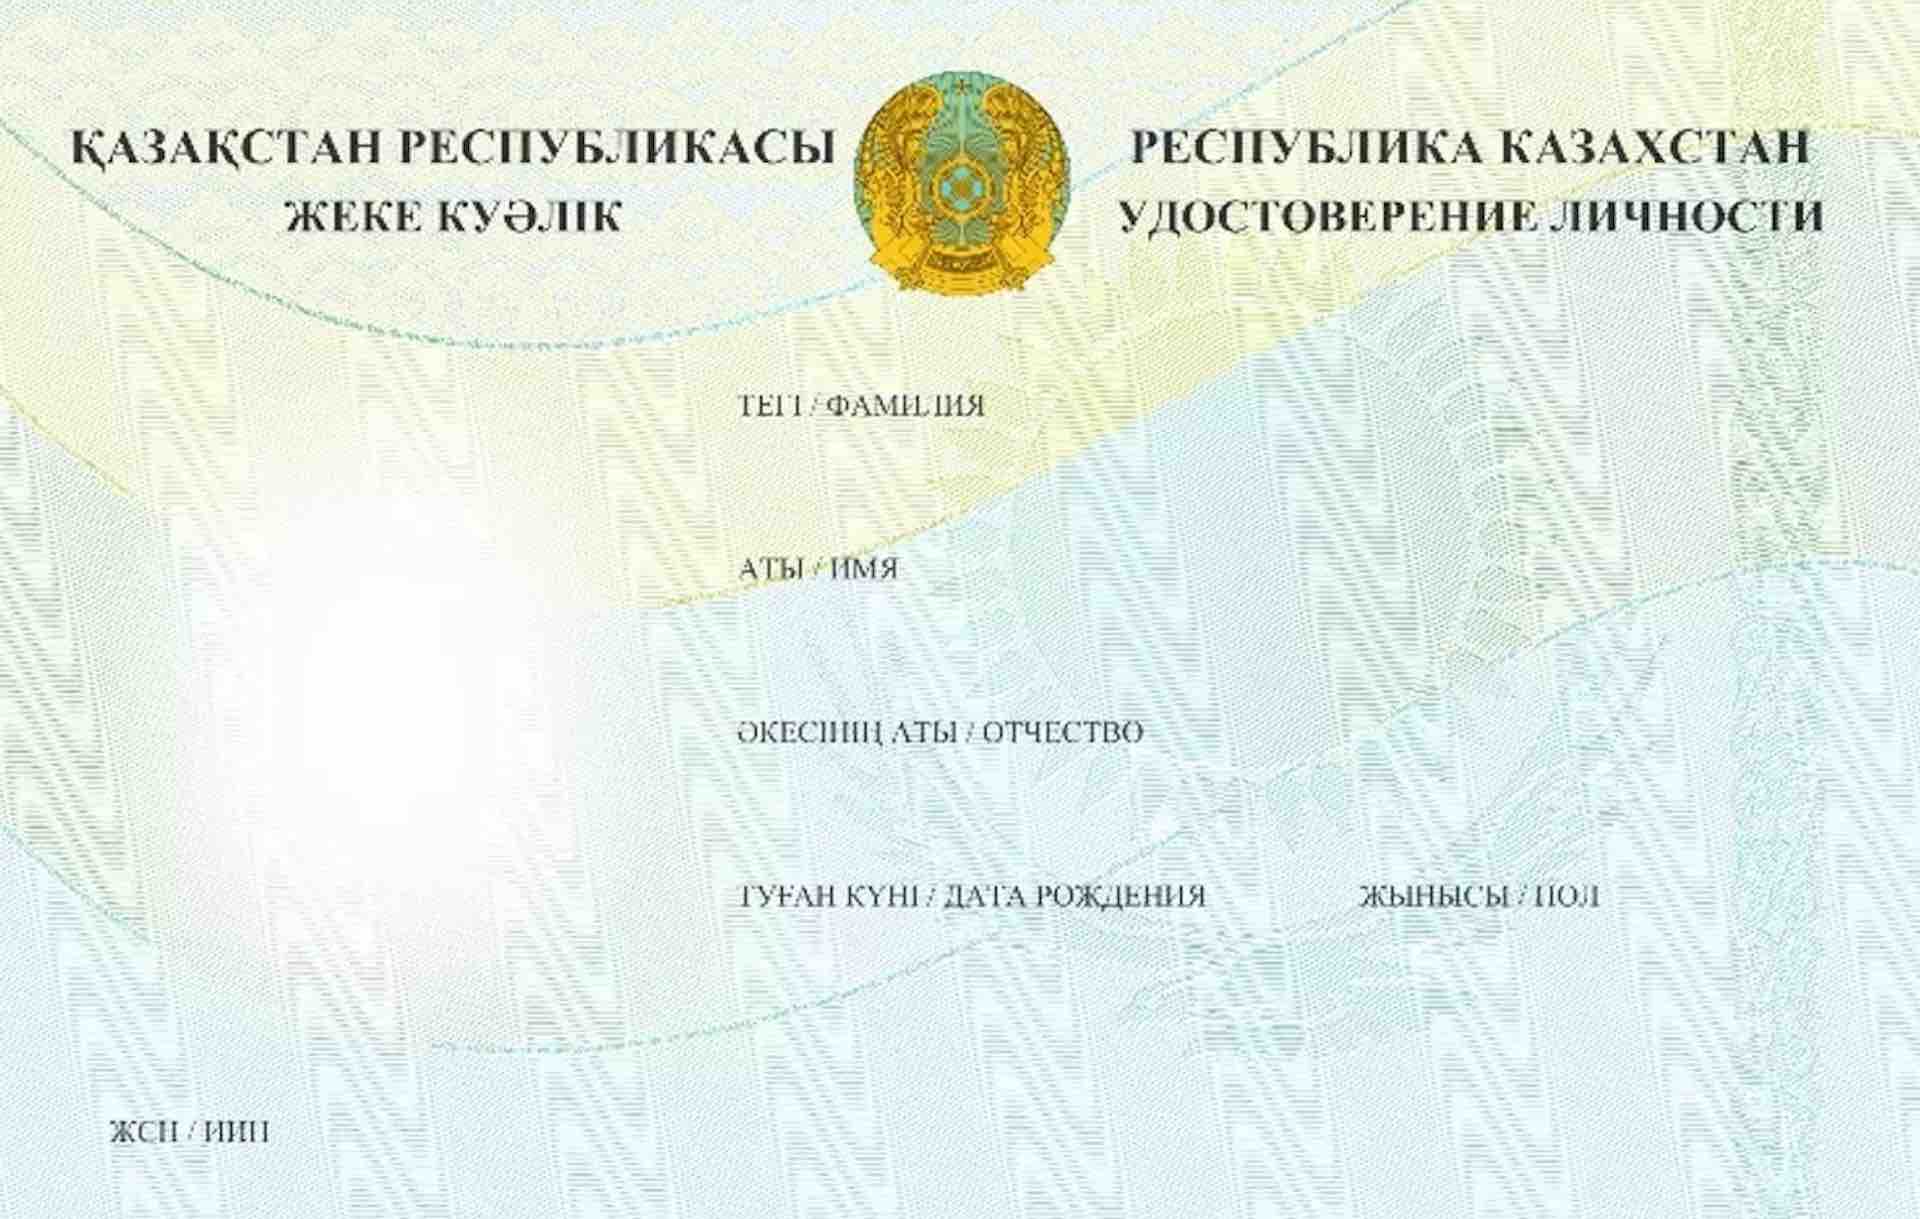 ҚАЗАҚСТАН РЕСПУБЛИКАСЫ
ЖЕКЕ КУӘЛІК
РЕСПУБЛИКА КАЗАХСТАН
УДОСТОВЕРЕНИЕ ЛИЧНОСТИ
ТЕГІ / ФАМИЛИЯ
АТЫ / ИМЯ
ӘКЕСІНІҢ АТЫ / ОТЧЕСТВО
ТУҒАН КҮНІ / ДАТА РОЖДЕНИЯ
ЖЫНЫСЫ / ПОЛ
ЖСН / ИИН